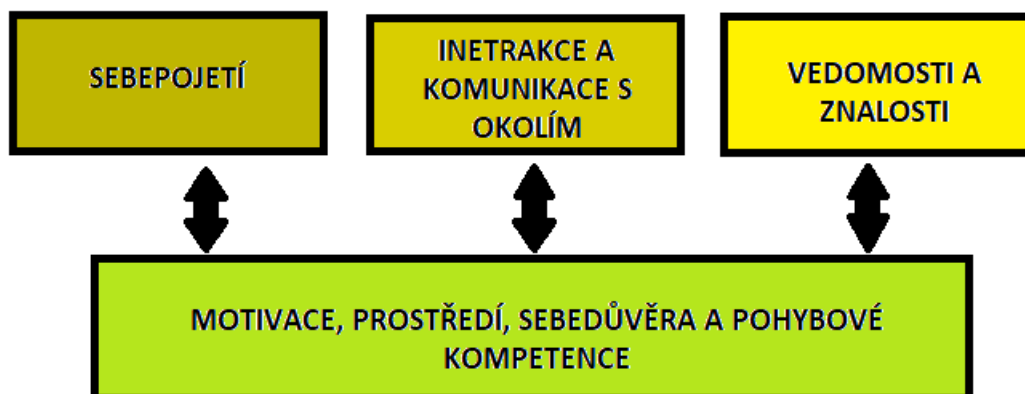 SEBEPOJETÍ
INETRAKCE A
KOMUNIKACE S
OKOLÍM
VEDOMOSTI A
ZNALOSTI
MOTIVACE, PROSTŘEDÍ, SEBEDŮVĚRA A POHYBOVÉ
KOMPETENCE